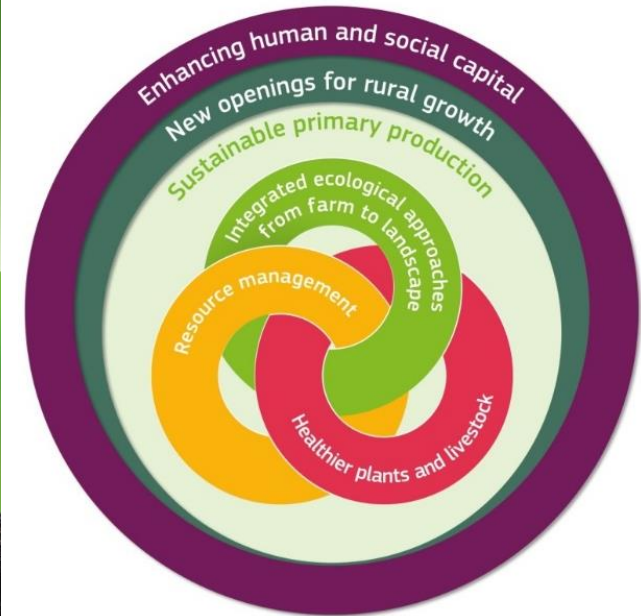 Enhancing human and social capital
New openings for rural growth
Sustainable primary production
Integrated ecological approaches
from farm to landscape
Resource management
Healthier plants and livestock